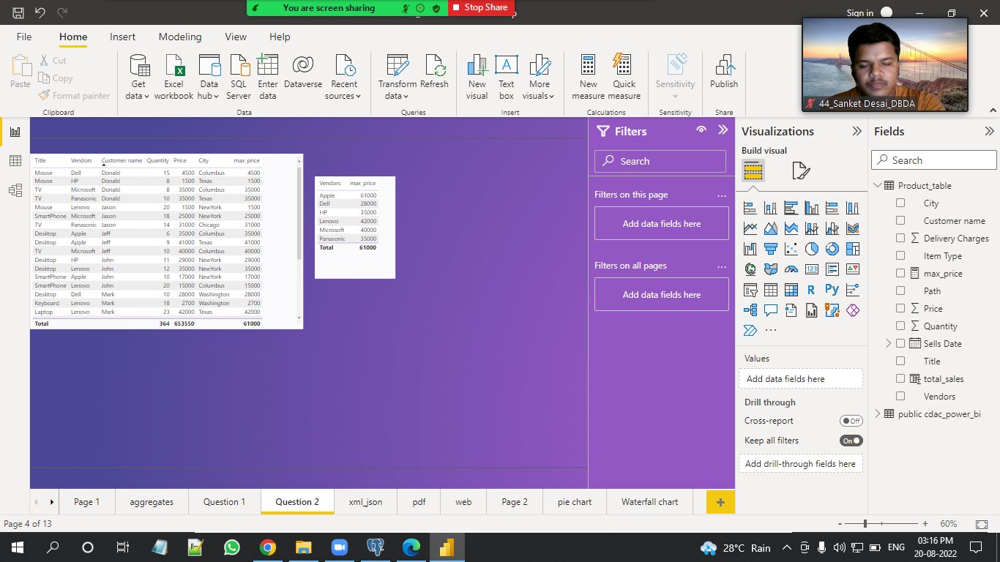 You are screen sharing
Stop Share
Sign in
File Home Insert Modeling View Help
Paste
Cut
Copy
Format painter
Clipboard
Get data
Excel workbook
Data hub
SQL Server
Enter data
Dataverse
Recent sources
Data
Transform data
Refresh
Queries
New visual
Text box
More visuals
Insert
New measure
Quick measure
Calculations
Sensitivity
Sensitivity
Publish
Share
44_Sanket Desai_DBDA
Title Vendors Customer name Quantity Price City max_price
Mouse Dell Donald 15 4500 Columbus 4500
Mouse HP Donald 8 1500 Texas 1500
TV Microsoft Donald 8 35000 Columbus 35000
TV Panasonic Donald 10 35000 Texas 35000
Mouse Lenovo Jason 20 1500 NewYork 1500
SmartPhone Microsoft Jason 18 25000 NewYork 25000
TV Panasonic Jason 14 31000 Chicago 31000
Desktop Apple Jeff 6 35000 Columbus 35000
Desktop Apple Jeff 9 41000 Texas 41000
TV Microsoft Jeff 10 40000 Columbus 40000
Desktop HP John 11 29000 NewYork 29000
Desktop Lenovo John 12 35000 NewYork 35000
SmartPhone Apple John 10 17000 NewYork 17000
SmartPhone Lenovo John 20 15000 Columbus 15000
Desktop Dell Mark 10 28000 Washington 28000
Keyboard Lenovo Mark 18 2700 Washington 2700
Laptop Lenovo Mark 23 42000 Texas 42000
Total 364 653550 61000
Vendors max_price
Apple 61000
Dell 28000
HP 35000
Lenovo 42000
Microsoft 40000
Panasonic 35000
Total 61000
Filters
Search
Filters on this page
Add data fields here
Filters on all pages
Add data fields here
Visualizations
Build visual
123
R Py
Values
Add data fields here
Drill through
Cross-report Off
Keep all filters On
Add drill-through fields here
Fields
Search
Product_table
City
Customer name
Delivery Charges
Item Type
max_price
Path
Price
Quantity
Sells Date
Title
total_sales
Vendors
public cdac_power_bi
Page 1 aggregates Question 1 Question 2 xml_json pdf web Page 2 pie chart Waterfall chart
Page 4 of 13
- + 60%
28°C Rain
ENG
03:16 PM
20-08-2022